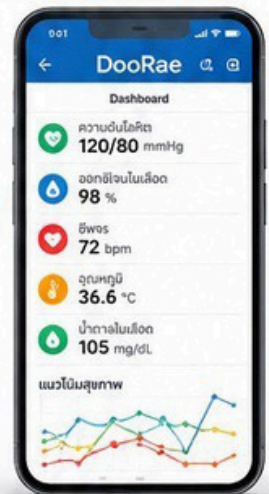 001
DooRae
Dashboard
ความดันโลหิต
120/80 mmHg
ออกซิเจนในเลือด
98 %
ชีพจร
72 bpm
อุณหภูมิ
36.6 °C
น้ำตาลในเลือด
105 mg/dL
แนวโน้มสุขภาพ